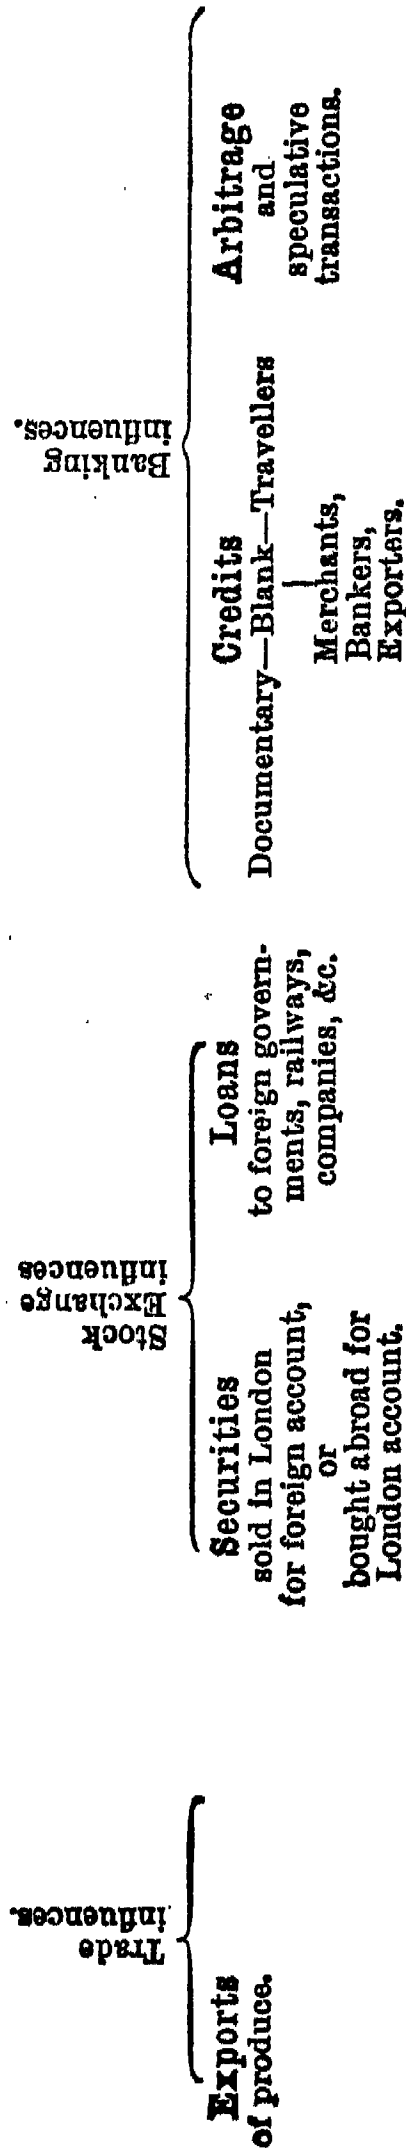 Trade
influences.
Exports
of produce.
Stock
Exchange
influences
Securities
sold in London
for foreign account,
or
bought abroad for
London account.
Loans
to foreign govern-
ments, railways,
companies, &c.
Banking
influences.
Credits
Documentary—Blank—Travellers
Merchants,
Bankers,
Exporters.
Arbitrage
and
speculative
transactions.